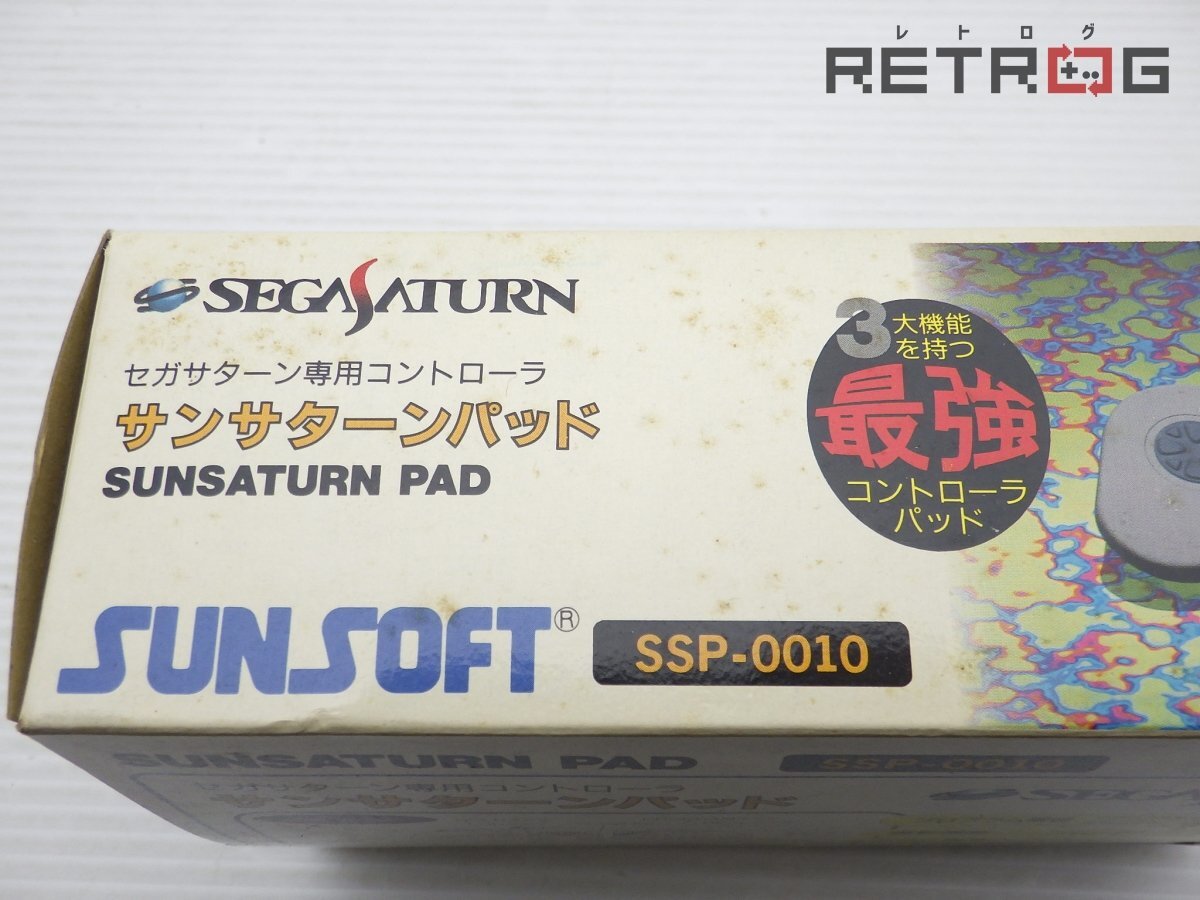 レトログ
RETROG
SEGASATURN
セガサターン専用コントローラ
サンサターンパッド
SUNSATURN PAD
3大機能
を持つ
最強
コントローラ
パッド
SUNSOFT®
SSP-0010
SUNSATURN PAD
SSP-0010
セガサターン専用コントローラ
サンサターンパッド
SEGA